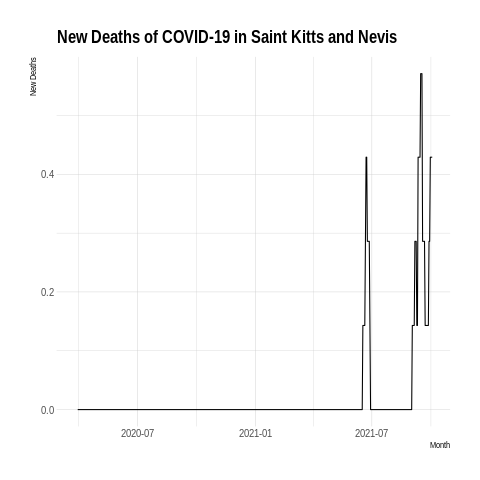 New Deaths of COVID-19 in Saint Kitts and Nevis
New Deaths
0.4
0.2
0.0
2020-07
2021-01
2021-07
Month